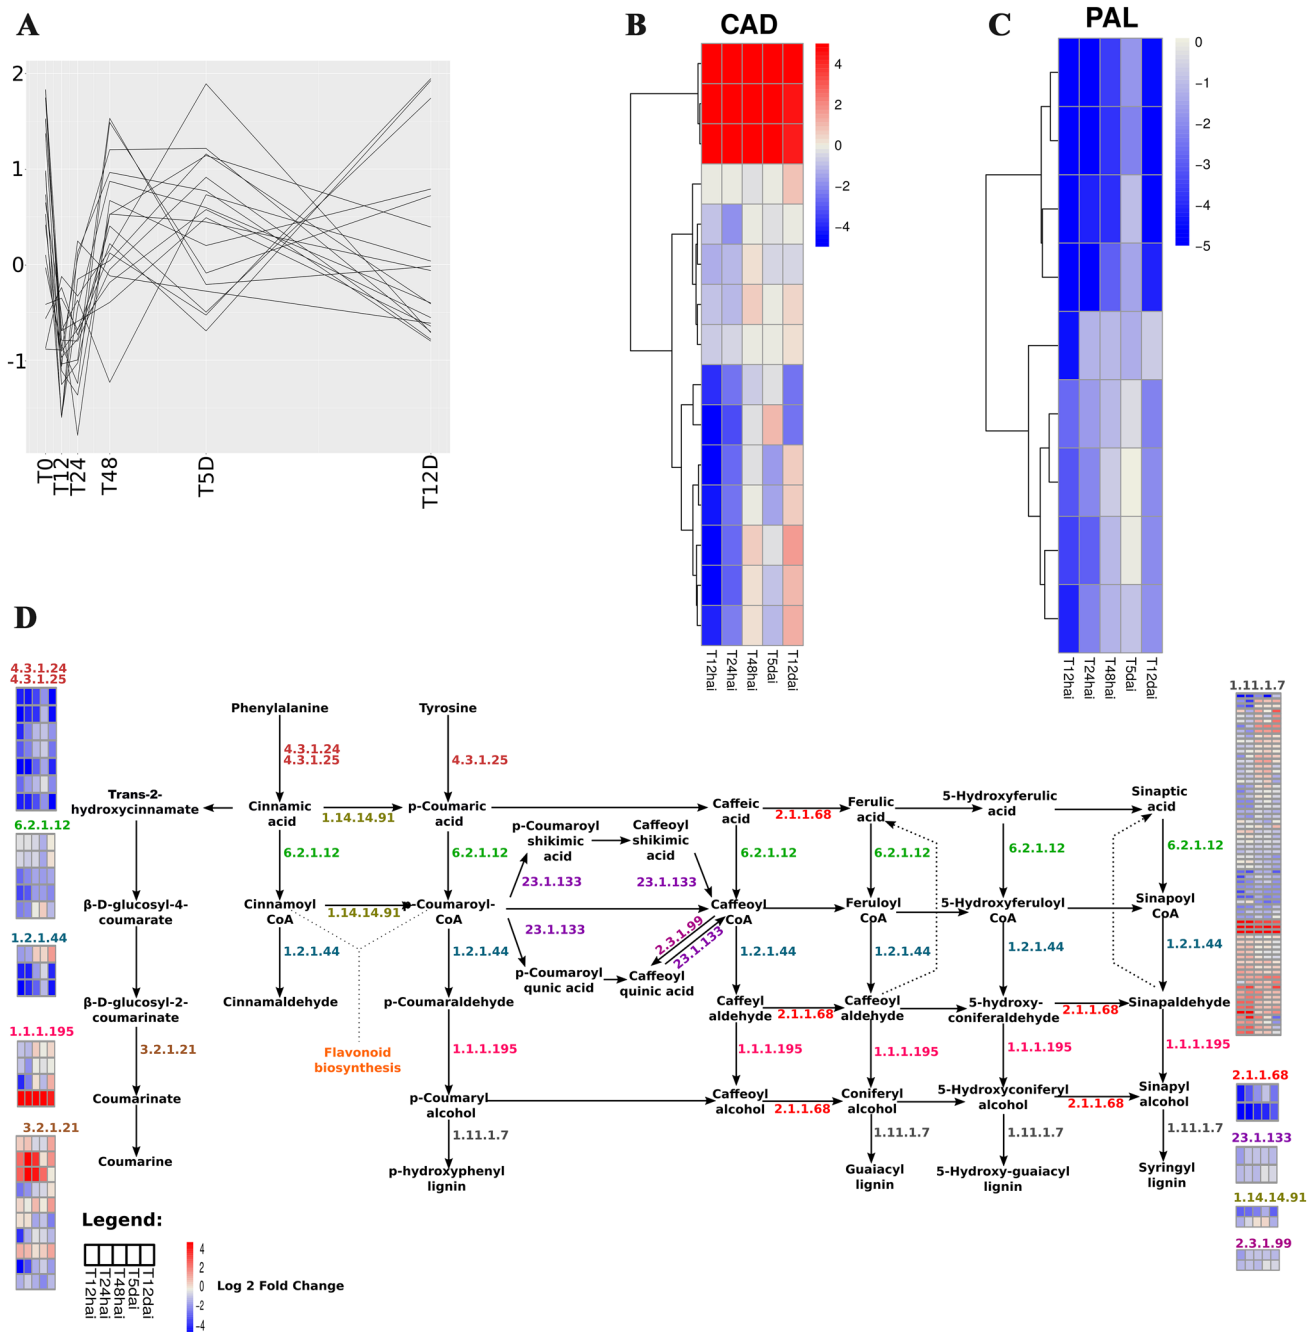 A
2
1
0
-1
T0
T12
T24
T48
T5D
T12D
B
CAD
4
2
0
−2
−4
T12hai
T24hai
T48hai
T5dai
T12dai
C
PAL
0
−1
−2
−3
−4
−5
T12hai
T24hai
T48hai
T5dai
T12dai
D
4.3.1.24
4.3.1.25
6.2.1.12
1.2.1.44
1.1.1.195
3.2.1.21
Phenylalanine
Tyrosine
4.3.1.24
4.3.1.25
4.3.1.25
Trans-2-
hydroxycinnamate
Cinnamic
acid
1.14.14.91
p-Coumaric
acid
Caffeic
acid
2.1.1.68
Ferulic
acid
5-Hydroxyferulic
acid
Sinaptic
acid
p-Coumaroyl
shikimic
acid
Caffeoyl
shikimic
acid
6.2.1.12
6.2.1.12
6.2.1.12
6.2.1.12
6.2.1.12
6.2.1.12
23.1.133
23.1.133
β-D-glucosyl-4-
coumarate
Cinnamoyl
CoA
1.14.14.91
p-Coumaroyl-
CoA
Caffeoyl
CoA
Feruloyl
CoA
5-Hydroxyferuloyl
CoA
Sinapoyl
CoA
23.1.133
2.3.1.99
23.1.133
1.2.1.44
1.2.1.44
1.2.1.44
1.2.1.44
1.2.1.44
1.2.1.44
p-Coumaroyl
qunic acid
Caffeoyl
quinic acid
β-D-glucosyl-2-
coumarinate
Cinnamaldehyde
p-Coumaraldehyde
Caffeyl
aldehyde
2.1.1.68
Caffeoyl
aldehyde
5-hydroxy-
coniferaldehyde
2.1.1.68
Sinapaldehyde
3.2.1.21
Flavonoid
biosynthesis
1.1.1.195
1.1.1.195
1.1.1.195
1.1.1.195
1.1.1.195
Coumarinate
p-Coumaryl
alcohol
Caffeoyl
alcohol
2.1.1.68
Coniferyl
alcohol
5-Hydroxyconiferyl
alcohol
2.1.1.68
Sinapyl
alcohol
1.11.1.7
1.11.1.7
1.11.1.7
1.11.1.7
Coumarine
p-hydroxyphenyl
lignin
Guaiacyl
lignin
5-Hydroxy-guaiacyl
lignin
Syringyl
lignin
1.11.1.7
2.1.1.68
23.1.133
1.14.14.91
2.3.1.99
Legend:
T12hai
T24hai
T48hai
T5dai
T12dai
4
2
0
-2
-4
Log 2 Fold Change